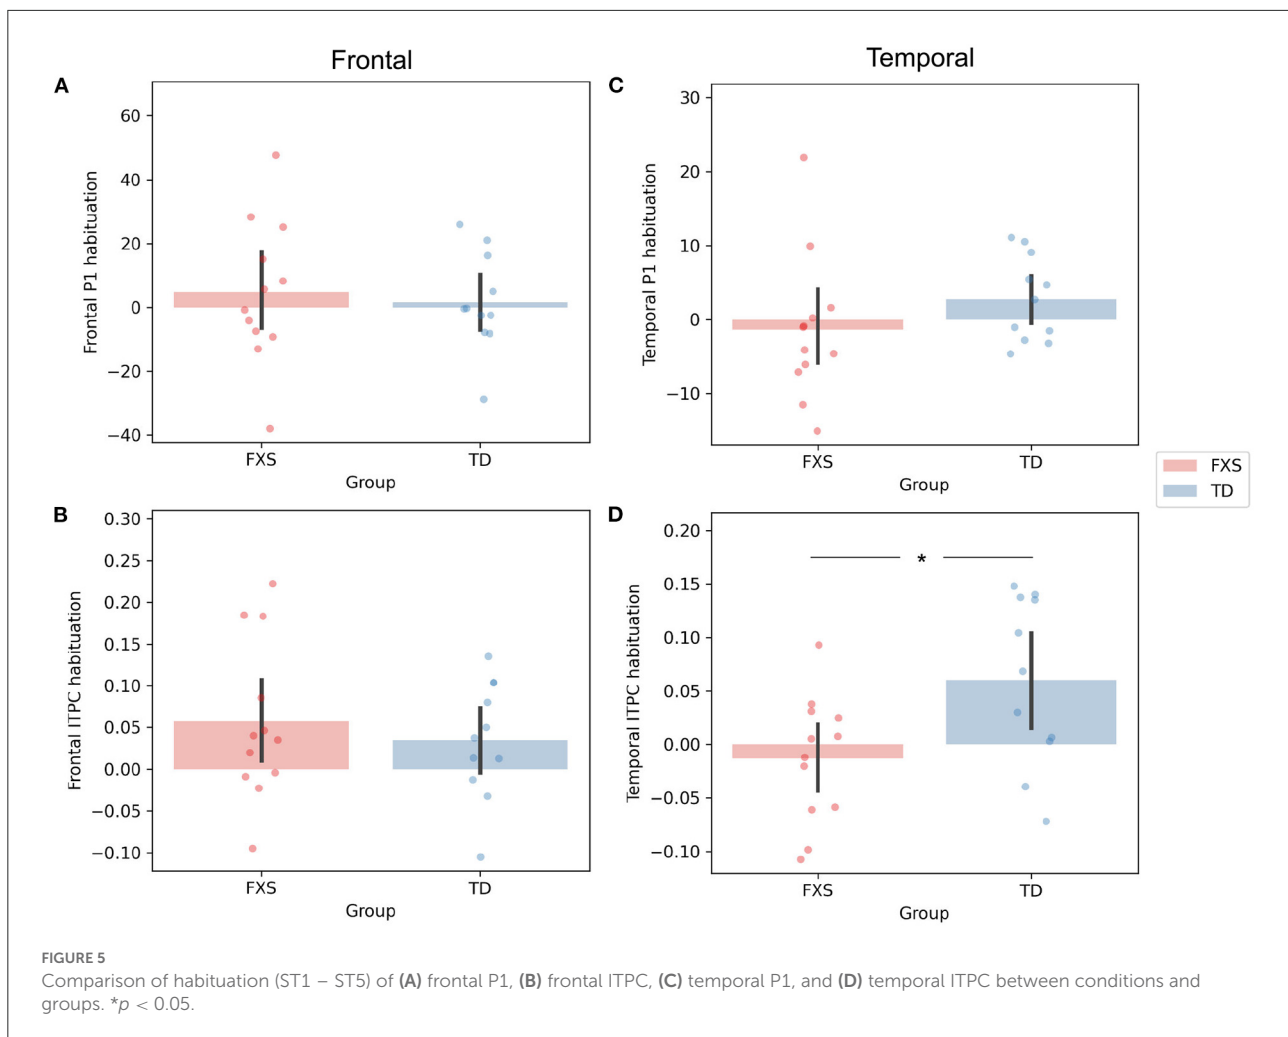 Frontal
Temporal
A
60
40
20
0
−20
−40
Frontal P1 habituation
FXS
TD
Group
C
30
20
10
0
−10
Temporal P1 habituation
FXS
TD
Group
FXS
TD
B
0.30
0.25
0.20
0.15
0.10
0.05
0.00
−0.05
−0.10
Frontal ITPC habituation
FXS
TD
Group
D
0.20
0.15
0.10
0.05
0.00
−0.05
−0.10
Temporal ITPC habituation
*
FXS
TD
Group
FIGURE 5
Comparison of habituation (ST1 – ST5) of (A) frontal P1, (B) frontal ITPC, (C) temporal P1, and (D) temporal ITPC between conditions and
groups. *p < 0.05.